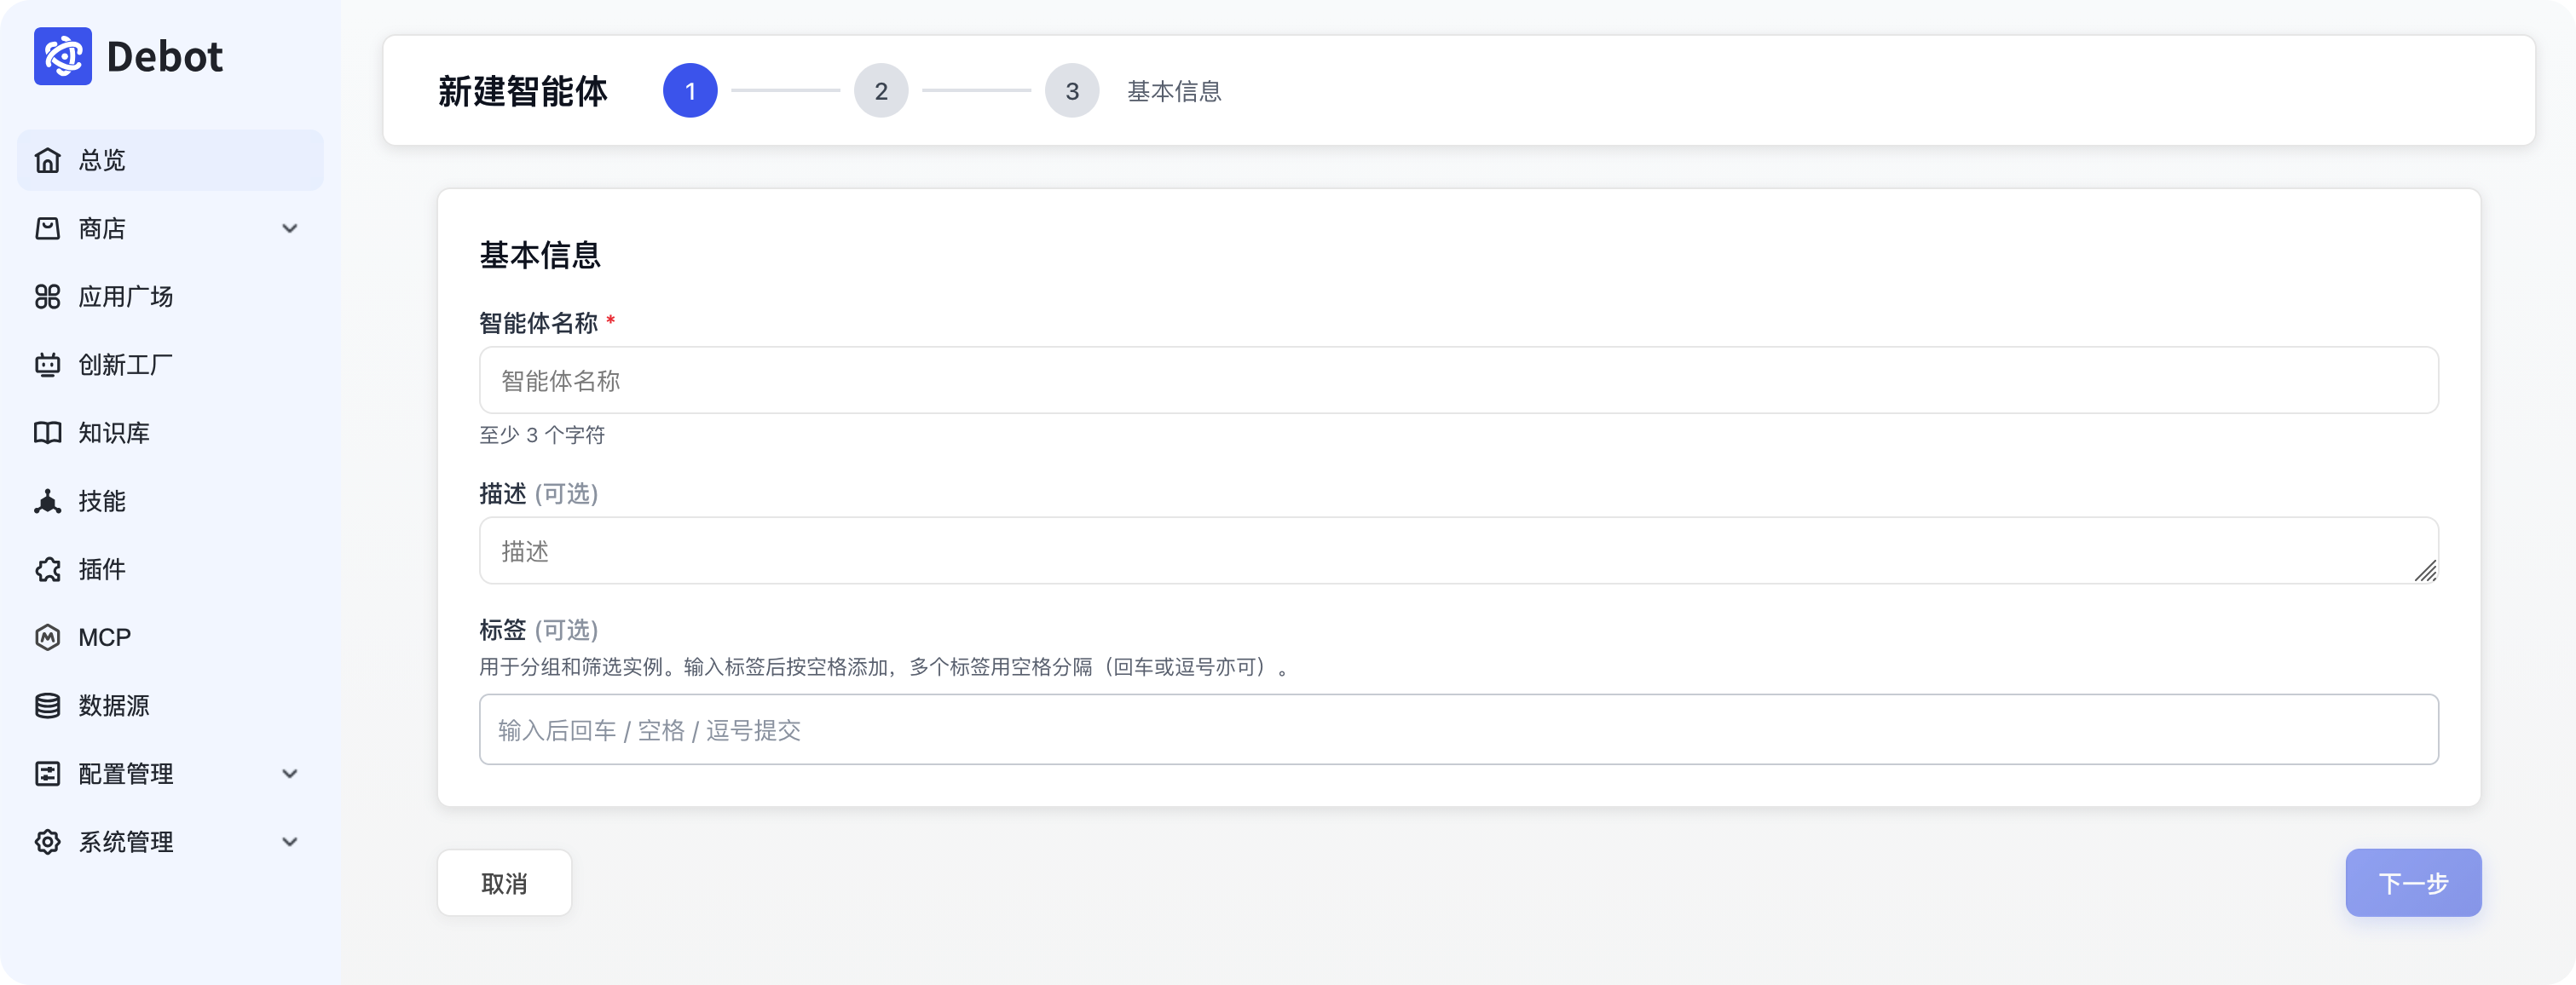 Debot
总览
商店
应用广场
创新工厂
知识库
技能
插件
MCP
数据源
配置管理
系统管理
新建智能体 1 2 3 基本信息
基本信息
智能体名称 *
智能体名称
至少 3 个字符
描述 (可选)
描述
标签 (可选)
用于分组和筛选实例。输入标签后按空格添加，多个标签用空格分隔（回车或逗号亦可）。
输入后回车 / 空格 / 逗号提交
取消
下一步